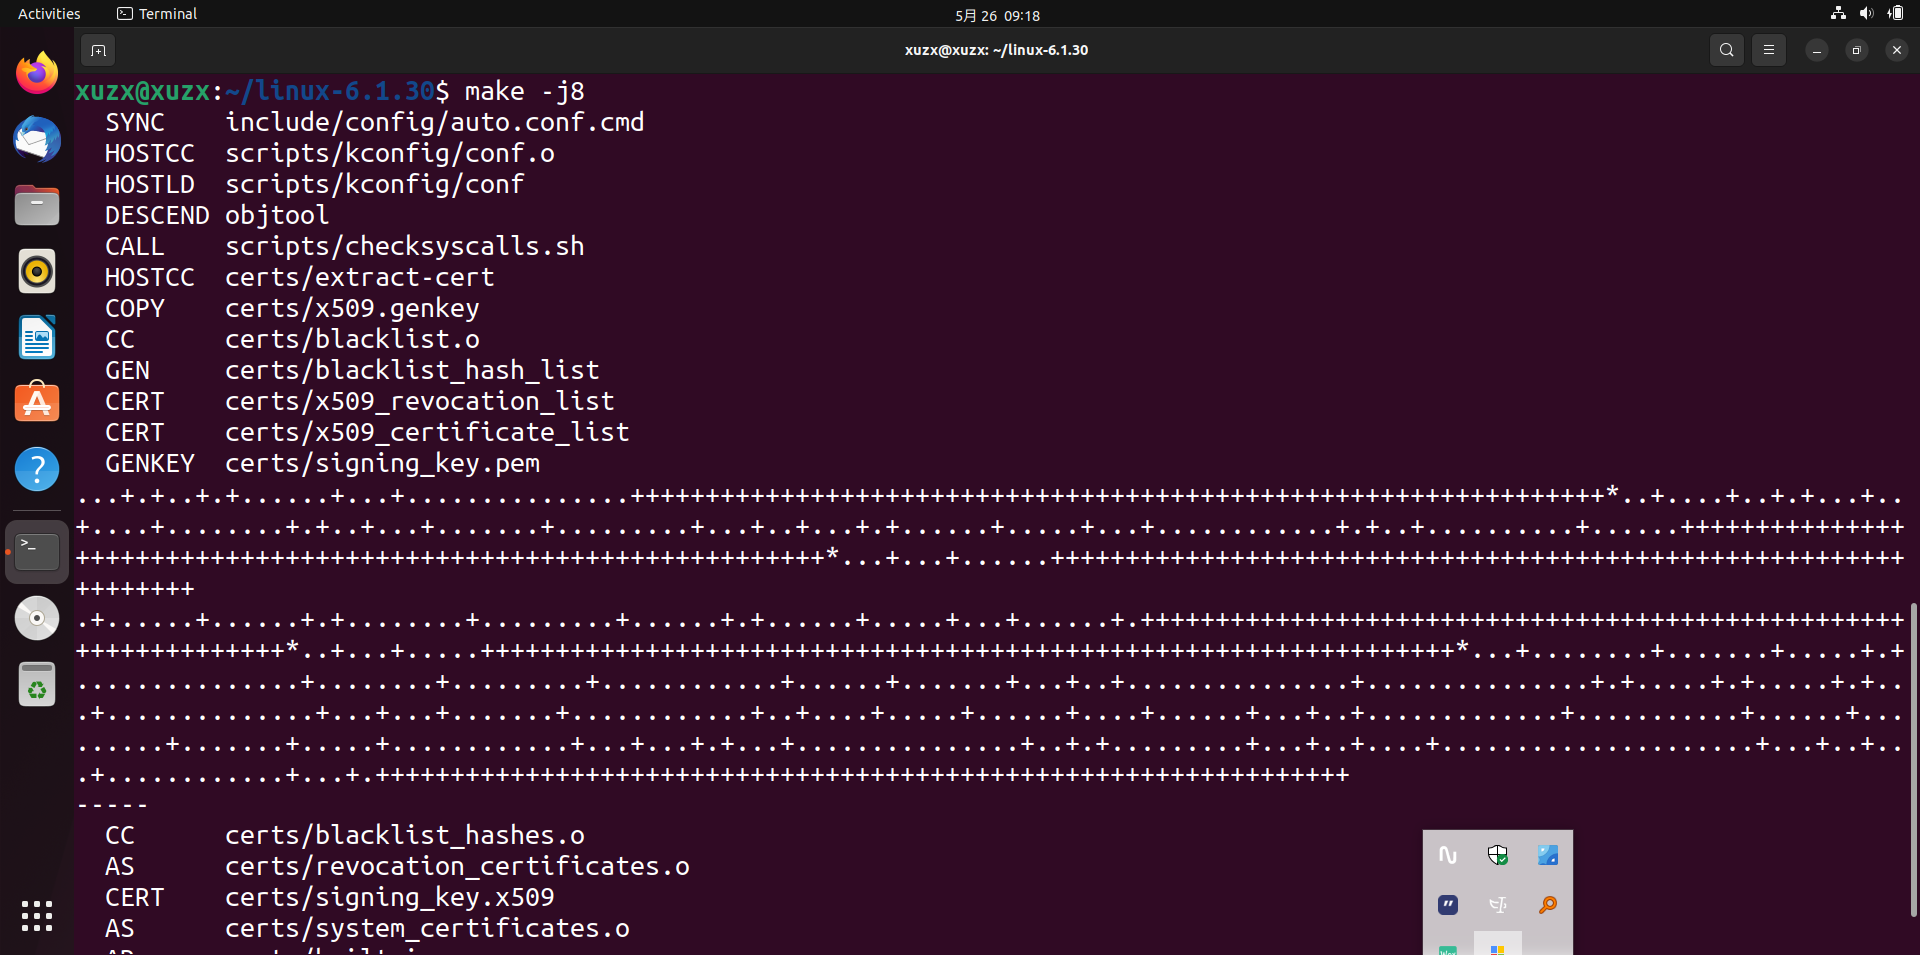 Activities
Terminal
5月 26 09:18
xuzx@xuzx: ~/linux-6.1.30
xuzx@xuzx:~/linux-6.1.30$ make -j8
SYNC include/config/auto.conf.cmd
HOSTCC scripts/kconfig/conf.o
HOSTLD scripts/kconfig/conf
DESCEND objtool
CALL scripts/checksyscalls.sh
HOSTCC certs/extract-cert
COPY certs/x509.genkey
CC certs/blacklist.o
GEN certs/blacklist_hash_list
CERT certs/x509_revocation_list
CERT certs/x509_certificate_list
GENKEY certs/signing_key.pem
-----
CC certs/blacklist_hashes.o
AS certs/revocation_certificates.o
CERT certs/signing_key.x509
AS certs/system_certificates.o